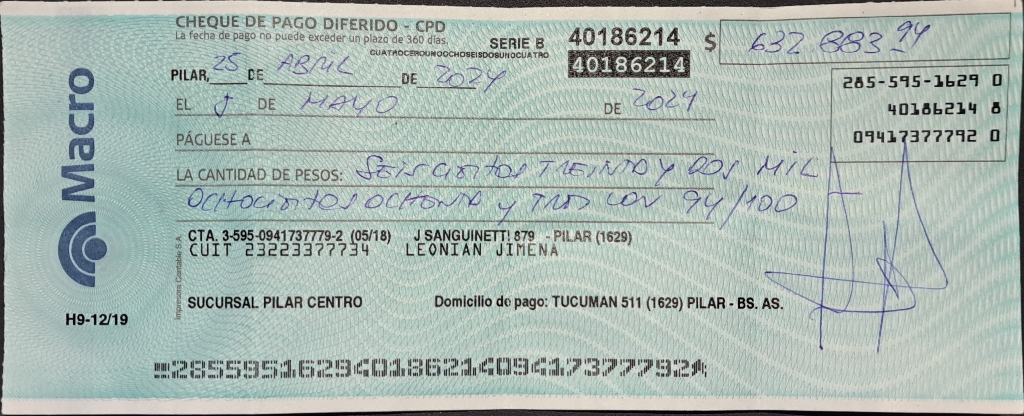 CHEQUE DE PAGO DIFERIDO - CPD
La fecha de pago no puede exceder un plazo de 360 días.
CUATROCEROUNOOCHOSEISDOSUNOCUATRO
SERIE B 40186214
40186214
$ 632 883 94
PILAR, 25 DE ABRIL DE 2024
EL 5 DE MAYO DE 2024
285-595-1629 0
40186214 8
09417377792 0
PÁGUESE A
LA CANTIDAD DE PESOS: Seiscientos TREINTA Y DOS MIL
OCHOCientos OCHENTA y TRES CON 94/100
CTA. 3-595-0941737779-2 (05/18) J SANGUINETTI 879 - PILAR (1629)
CUIT 23223377734 LEONIAN JIMENA
SUCURSAL PILAR CENTRO Domicilio de pago: TUCUMAN 511 (1629) PILAR - BS. AS.
Macro
H9-12/19
Impresora Contable S.A.
28559516294018621409417377792